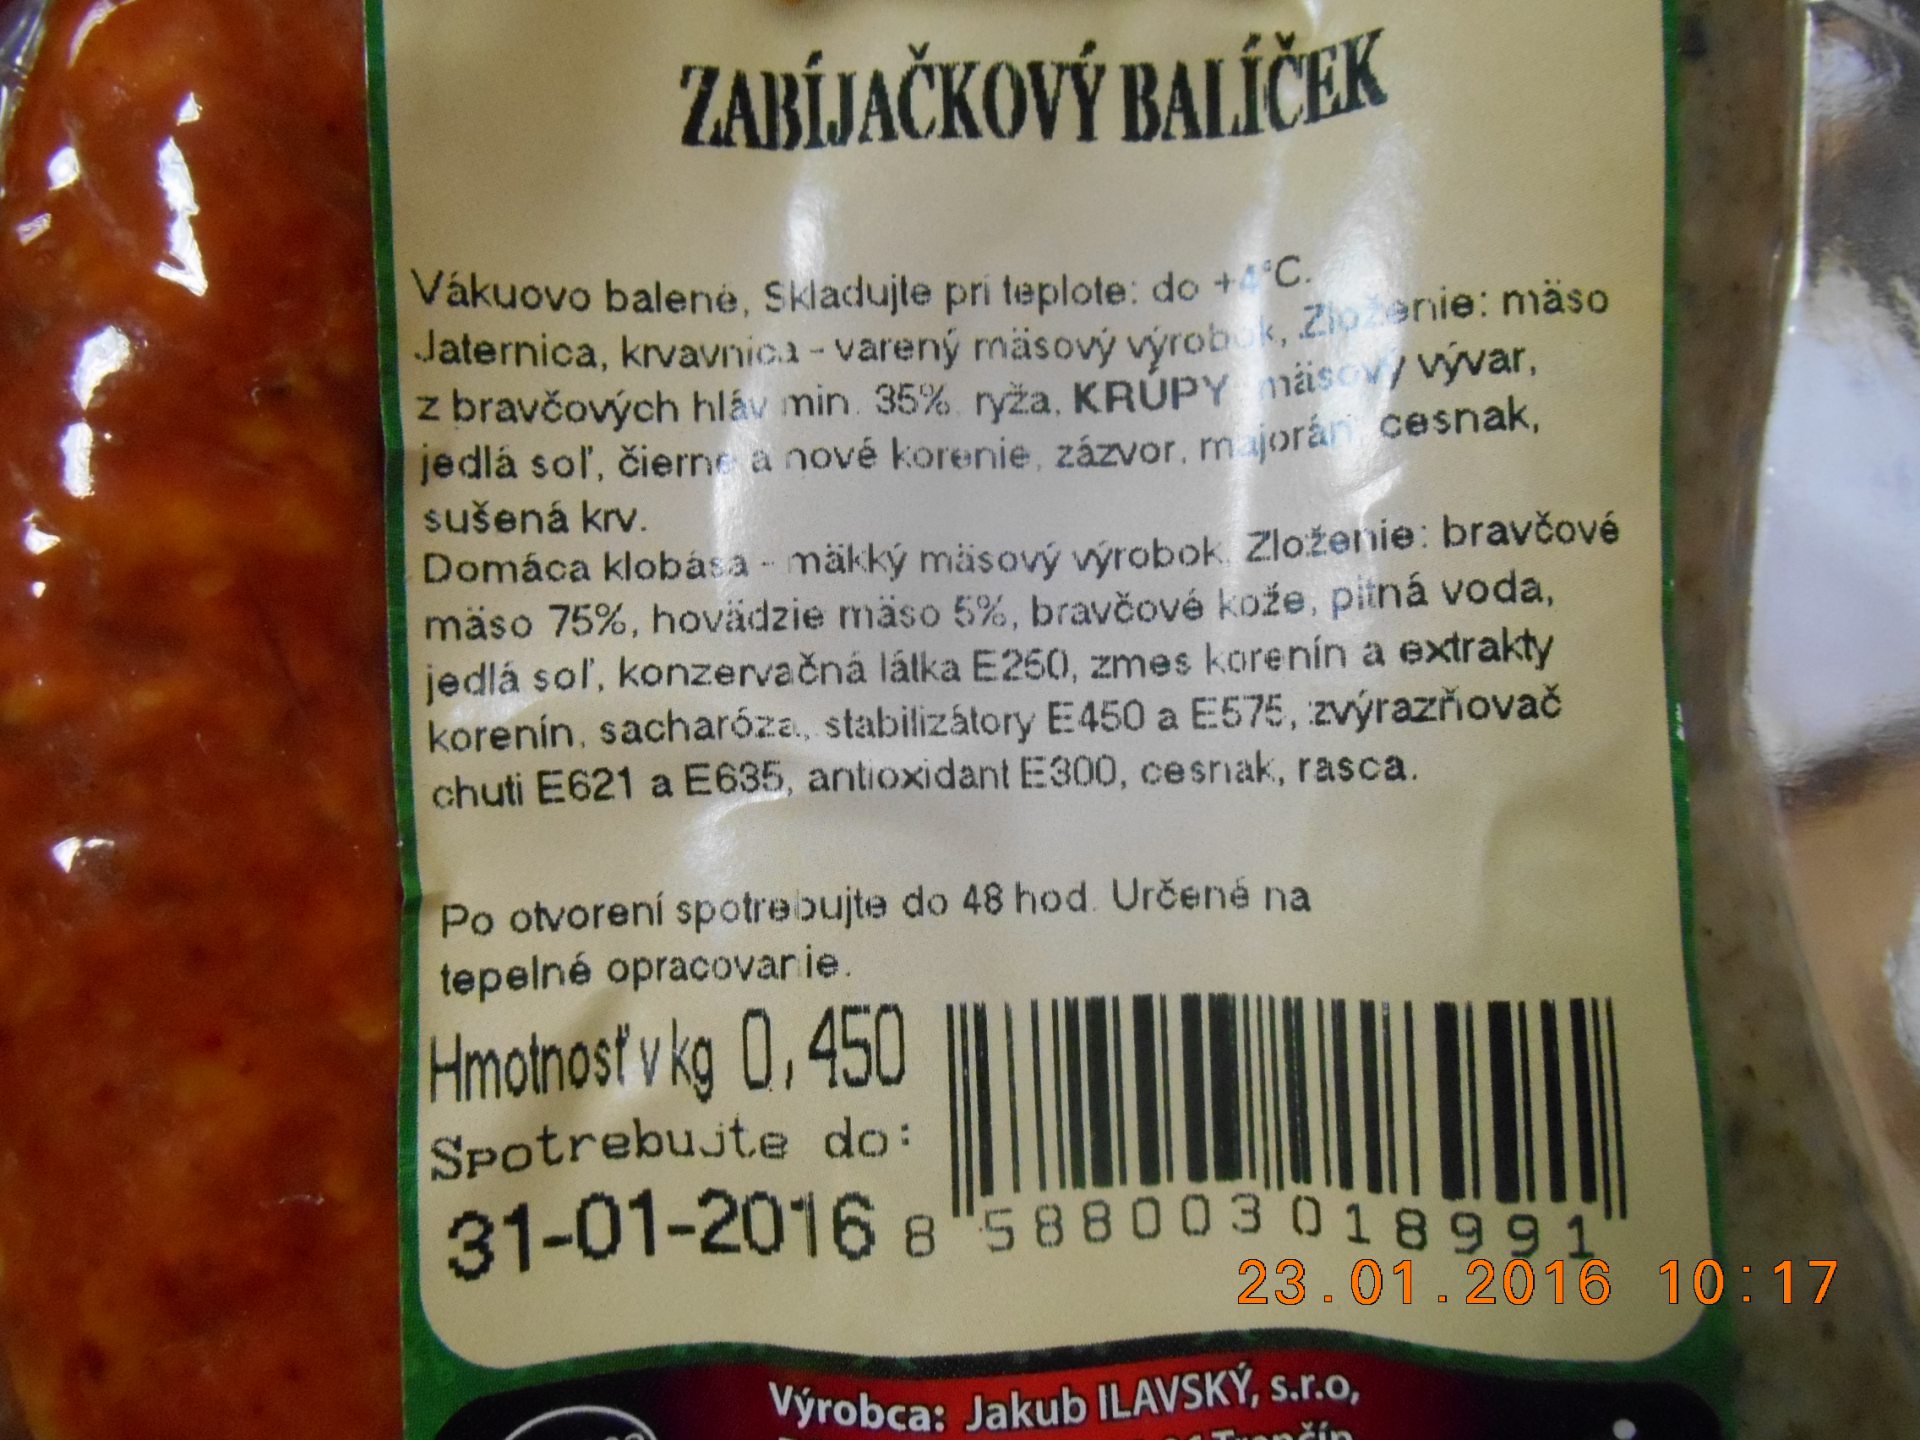 ZABÍJAČKOVÝ BALÍČEK
Vákuovo balené, Skladujte pri teplote: do +4°C.
Jaternica, krvavnica - varený mäsový výrobok, Zloženie: mäso
z bravčových hláv min. 35%, ryža, KRÚPY, mäsový vývar,
jedlá soľ, čierne a nové korenie, zázvor, majorán, cesnak,
sušená krv.
Domáca klobása - mäkký mäsový výrobok, Zloženie: bravčové
mäso 75%, hovädzie mäso 5%, bravčové kože, pitná voda,
jedlá soľ, konzervačná látka E260, zmes korenín a extrakty
korenín, sacharóza, stabilizátory E450 a E575, zvýrazňovač
chuti E621 a E635, antioxidant E300, cesnak, rasca.
Po otvorení spotrebujte do 48 hod. Určené na
tepelné opracovanie.
Hmotnosť v kg 0,450
Spotrebujte do:
31-01-2016
8 588003 018991
23.01.2016 10:17
Výrobca: Jakub ILAVSKÝ, s.r.o,
Trenčín